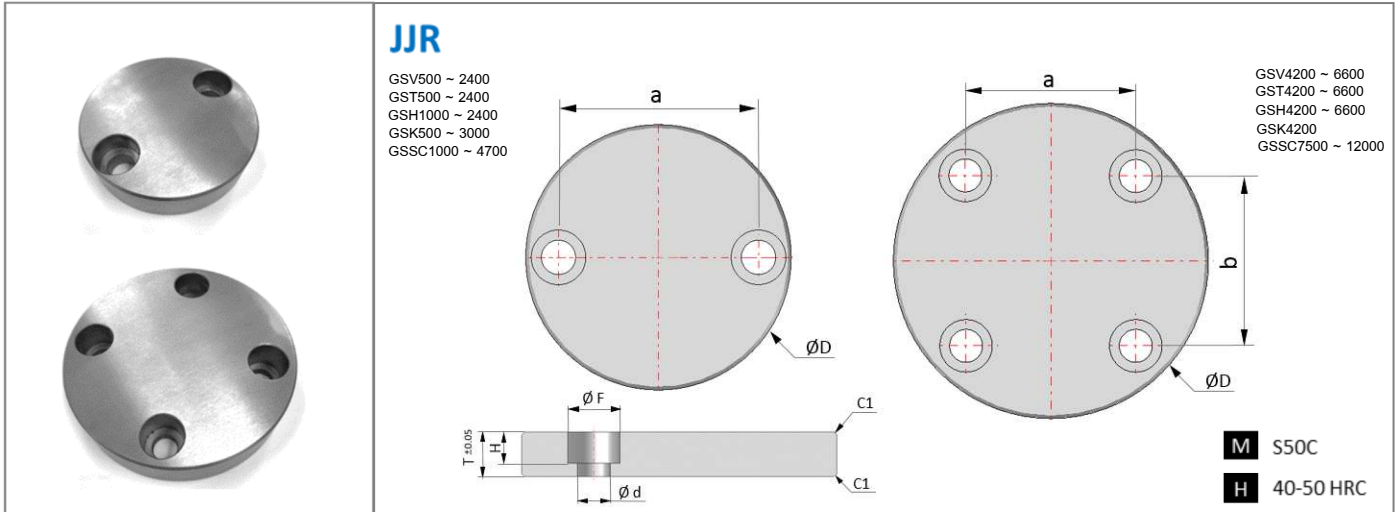 JJR
GSV500 ~ 2400
GST500 ~ 2400
GSH1000 ~ 2400
GSK500 ~ 3000
GSSC1000 ~ 4700
a
ØD
GSV4200 ~ 6600
GST4200 ~ 6600
GSH4200 ~ 6600
GSK4200
GSSC7500 ~ 12000
a
b
ØD
Ø F
C1
T ±0.05
H
Ø d
C1
M S50C
H 40-50 HRC